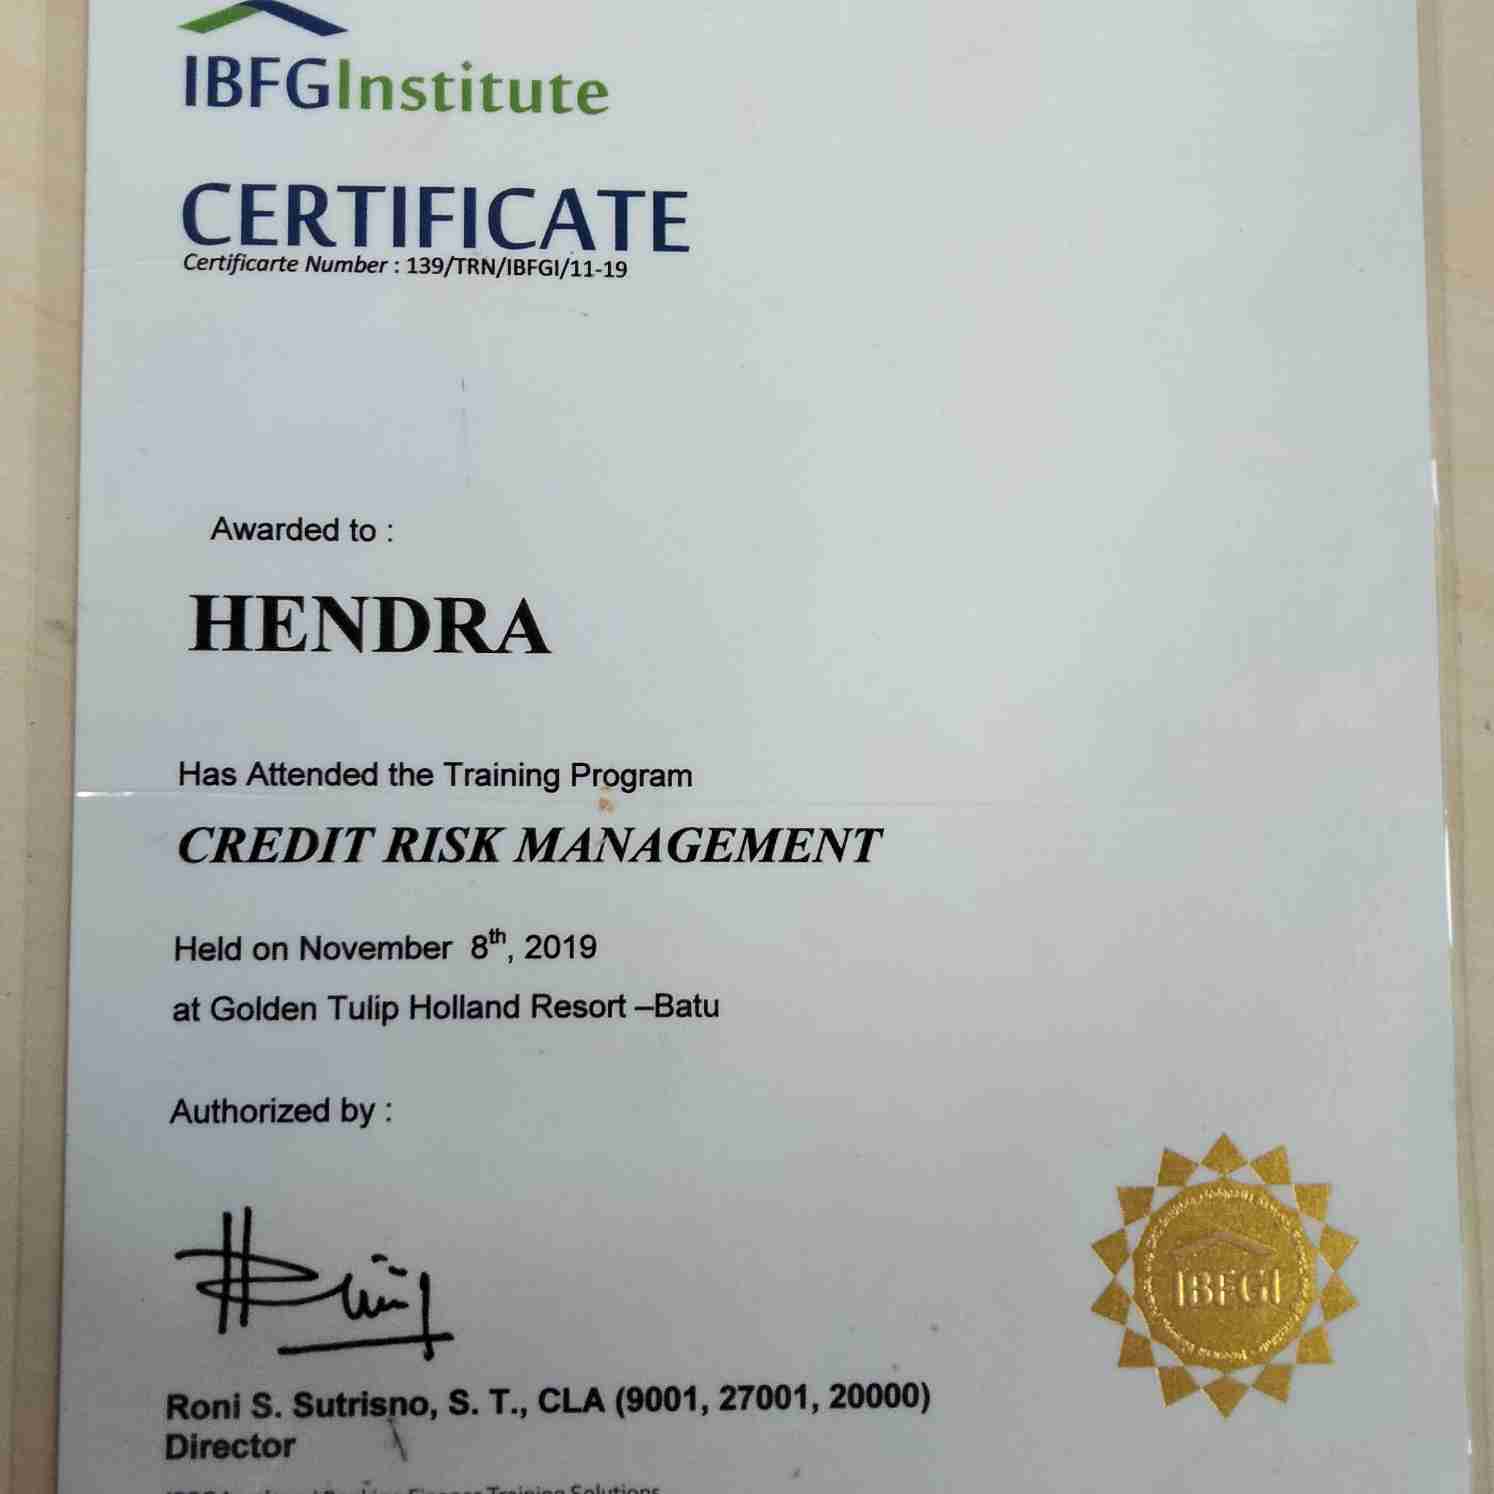 IBFGInstitute
CERTIFICATE
Certificarte Number : 139/TRN/IBFGI/11-19
Awarded to :
HENDRA
Has Attended the Training Program
CREDIT RISK MANAGEMENT
Held on November 8th, 2019
at Golden Tulip Holland Resort –Batu
Authorized by :
IBFGI
Roni S. Sutrisno, S. T., CLA (9001, 27001, 20000)
Director
Training Solutions